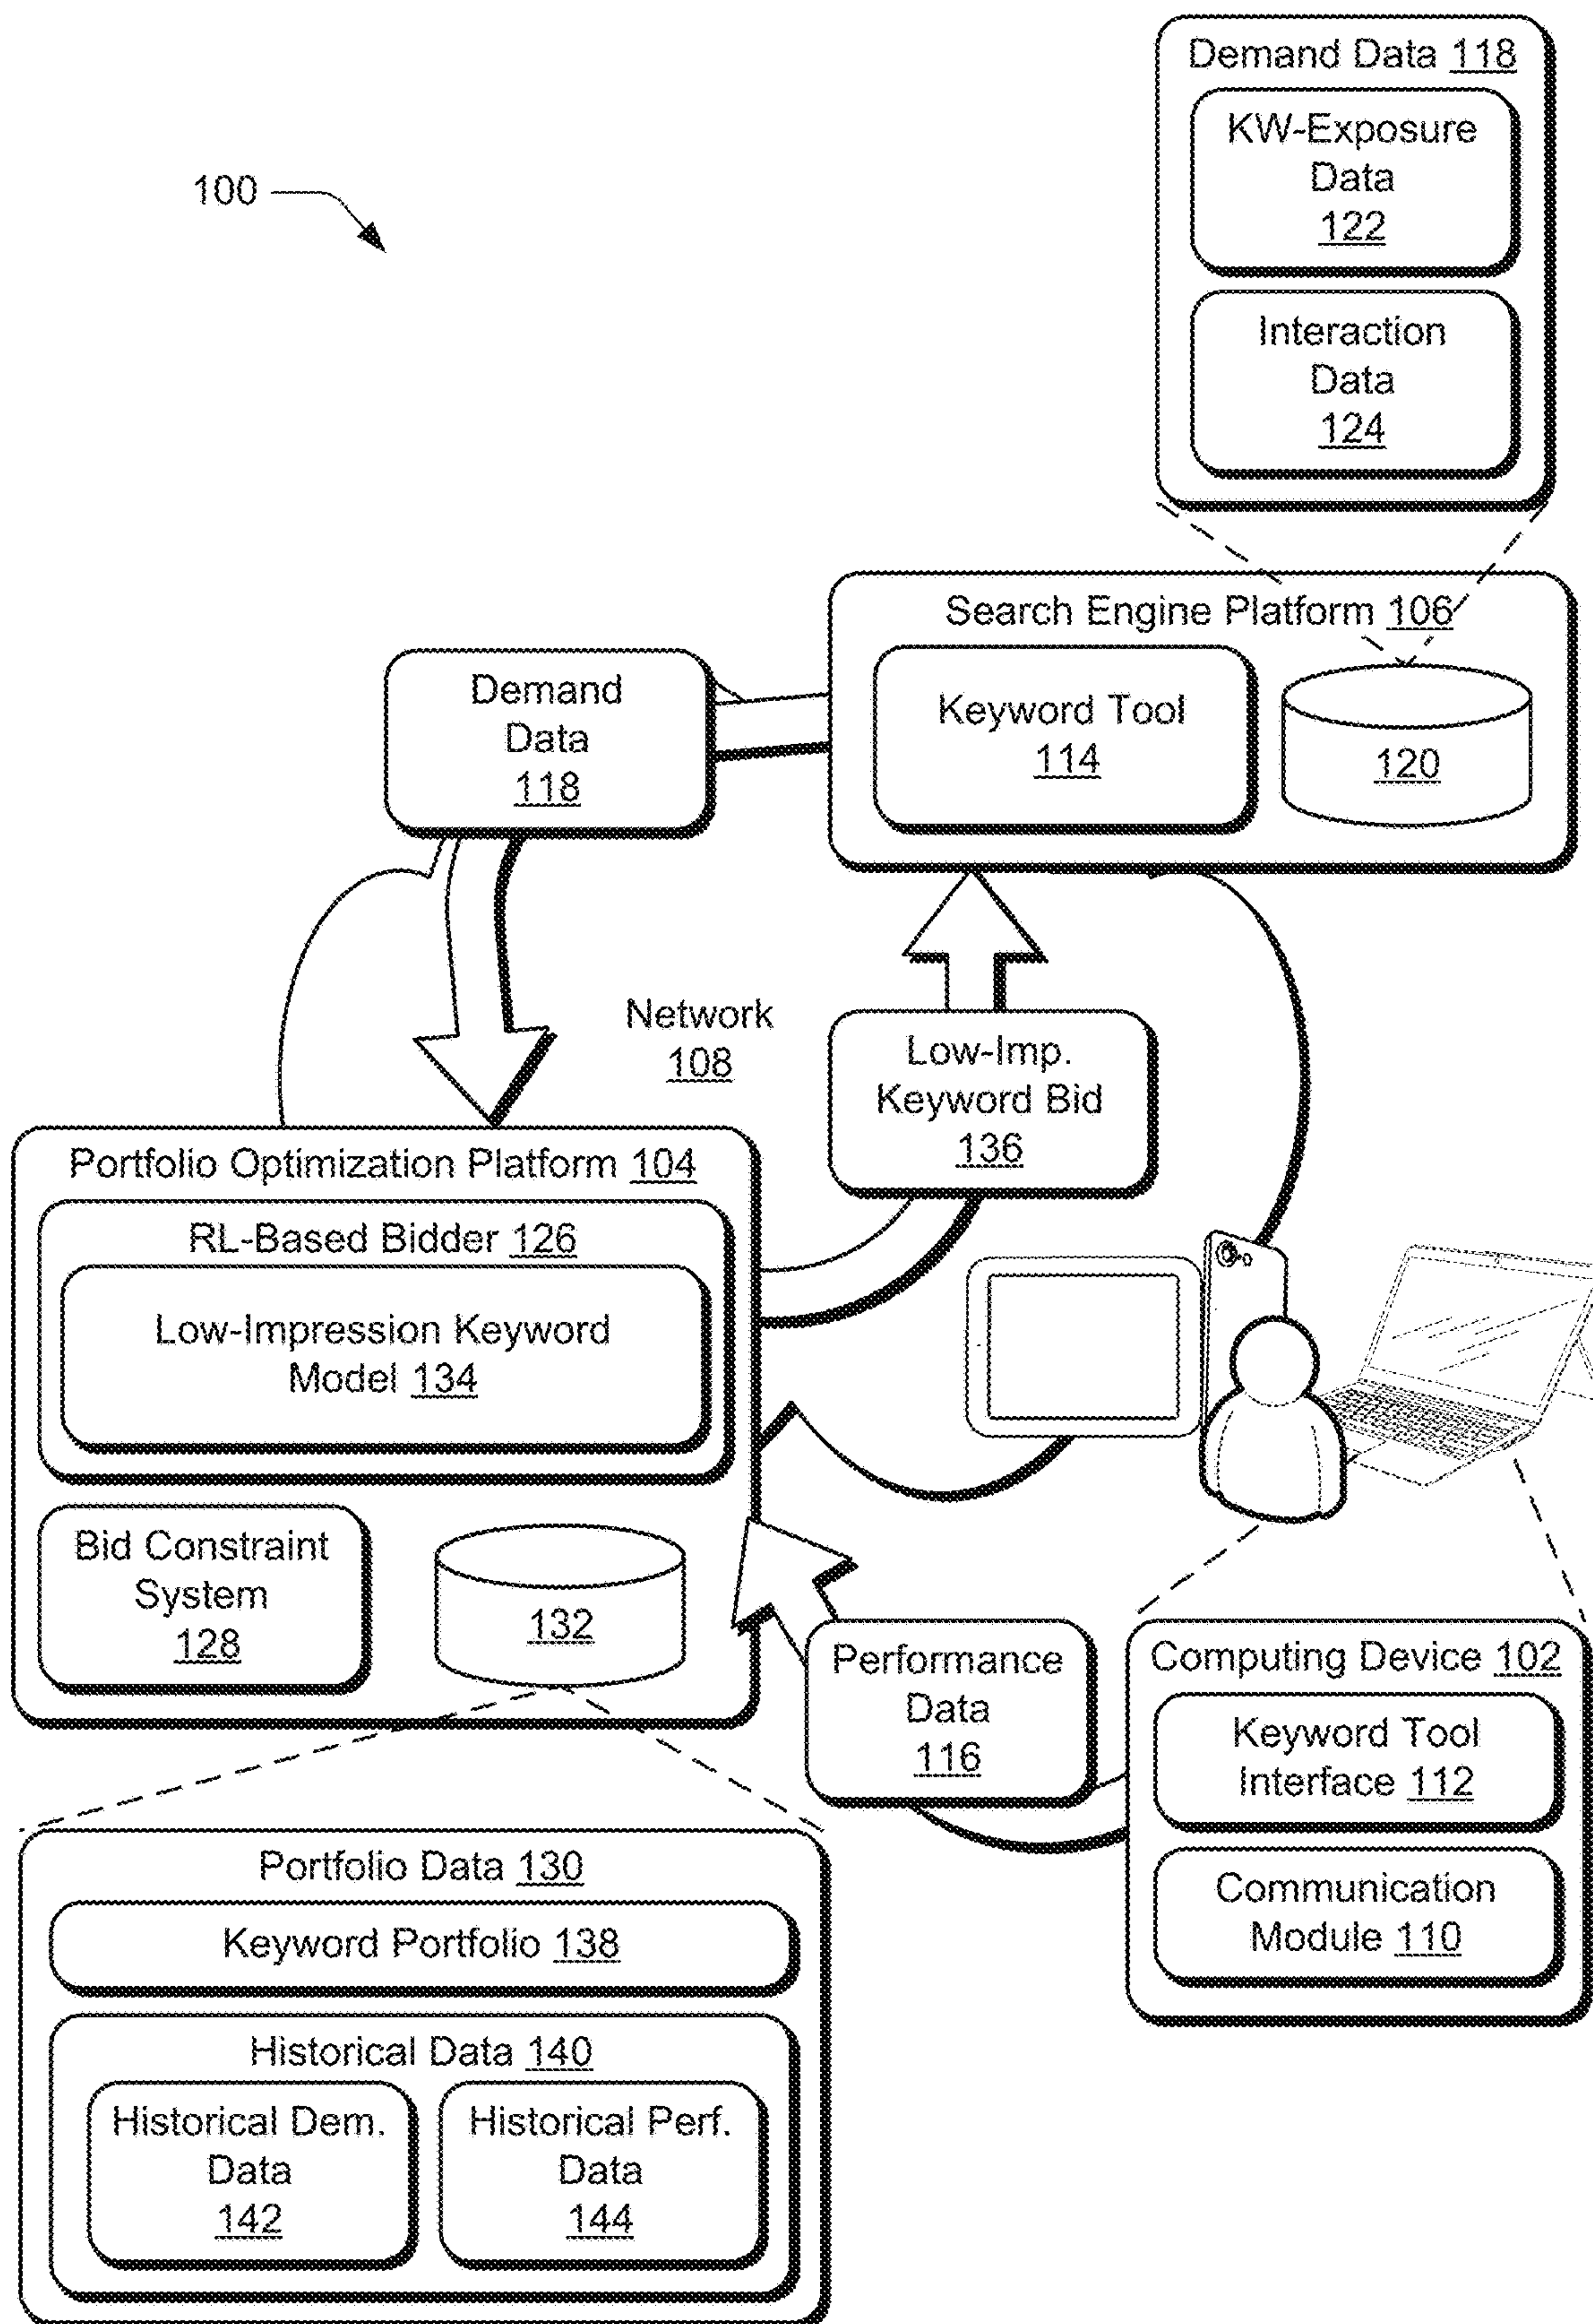 100
Demand Data 118
KW-Exposure
Data
122
Interaction
Data
124
Search Engine Platform 106
Keyword Tool
114
120
Demand
Data
118
Network
108
Low-Imp.
Keyword Bid
136
Portfolio Optimization Platform 104
RL-Based Bidder 126
Low-Impression Keyword
Model 134
Bid Constraint
System
128
132
Performance
Data
116
Computing Device 102
Keyword Tool
Interface 112
Communication
Module 110
Portfolio Data 130
Keyword Portfolio 138
Historical Data 140
Historical Dem.
Data
142
Historical Perf.
Data
144